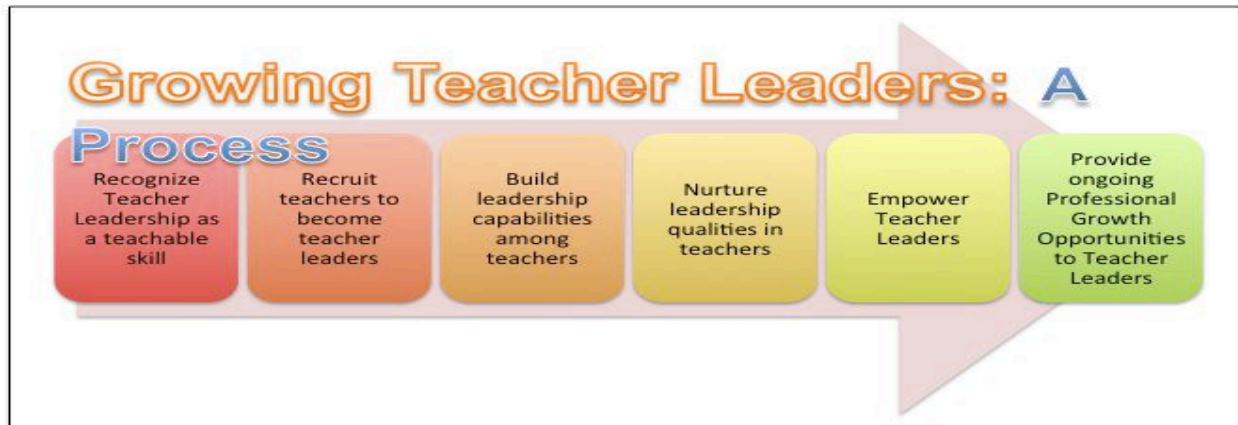 Growing Teacher Leaders: A
Process
Recognize
Teacher
Leadership as
a teachable
skill
Recruit
teachers to
become
teacher
leaders
Build
leadership
capabilities
among
teachers
Nurture
leadership
qualities in
teachers
Empower
Teacher
Leaders
Provide
ongoing
Professional
Growth
Opportunities
to Teacher
Leaders